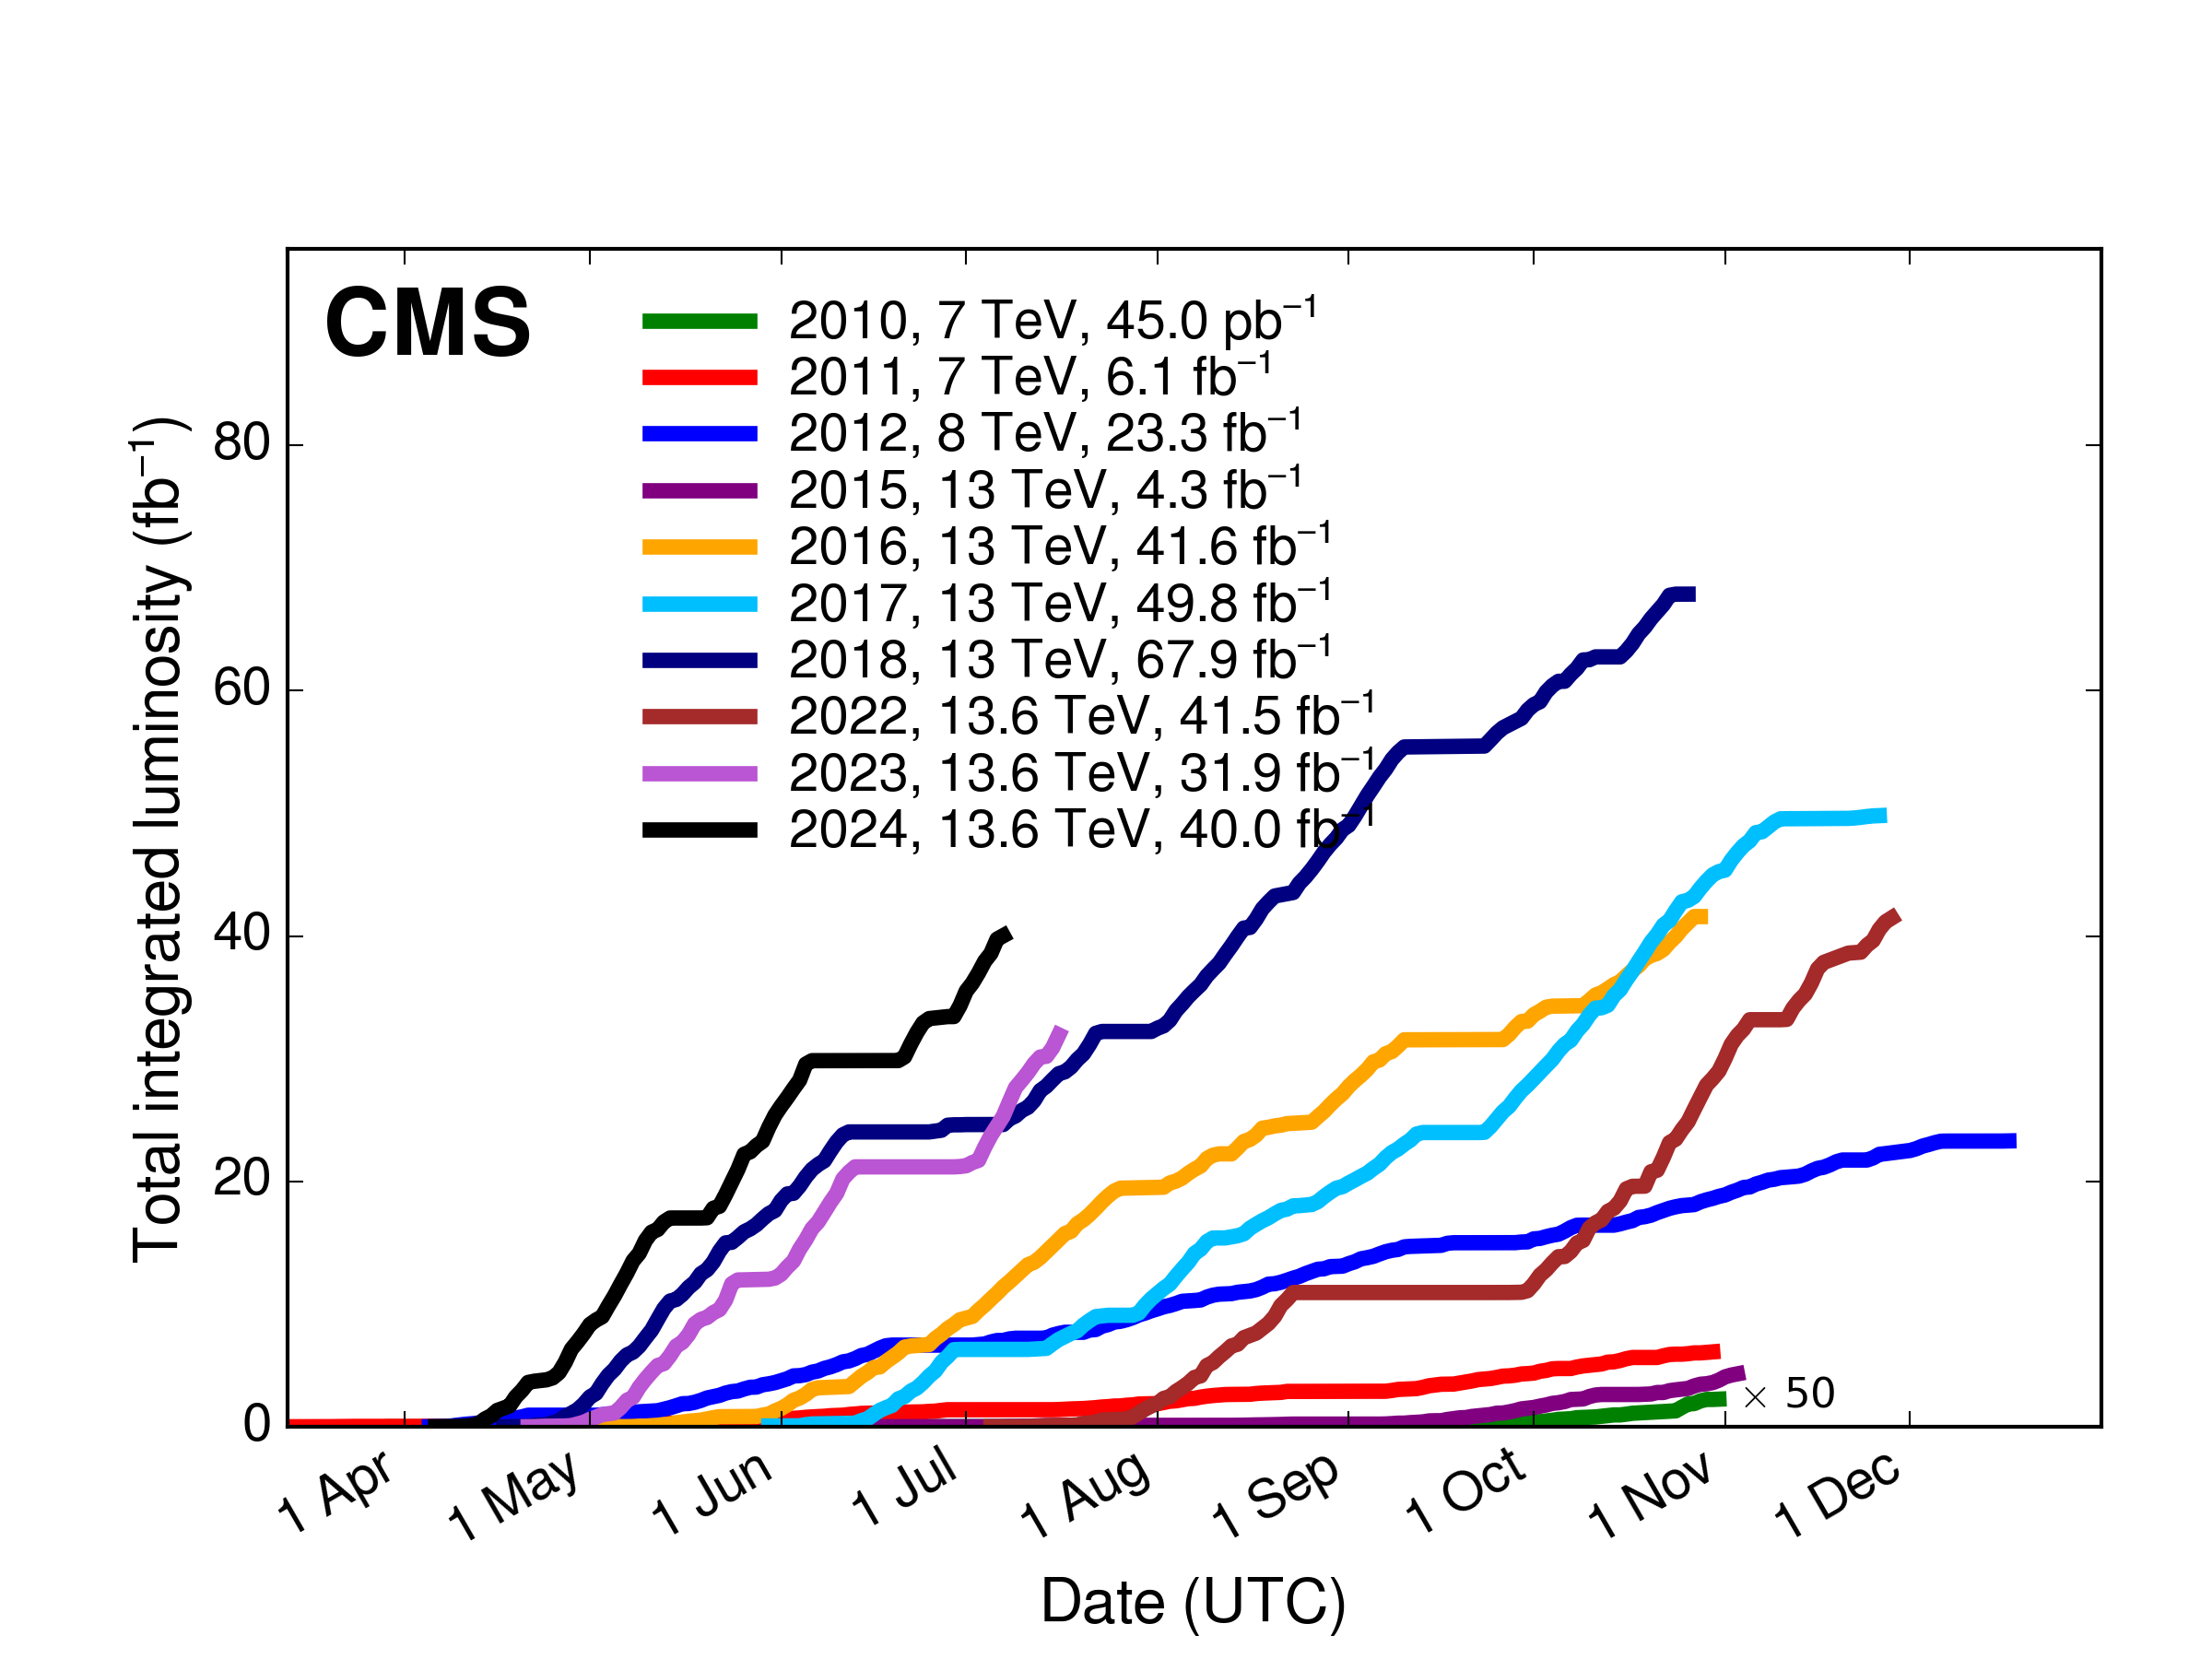 CMS
2010, 7 TeV, 45.0 pb⁻¹
2011, 7 TeV, 6.1 fb⁻¹
2012, 8 TeV, 23.3 fb⁻¹
2015, 13 TeV, 4.3 fb⁻¹
2016, 13 TeV, 41.6 fb⁻¹
2017, 13 TeV, 49.8 fb⁻¹
2018, 13 TeV, 67.9 fb⁻¹
2022, 13.6 TeV, 41.5 fb⁻¹
2023, 13.6 TeV, 31.9 fb⁻¹
2024, 13.6 TeV, 40.0 fb⁻¹
Total integrated luminosity (fb⁻¹)
80
60
40
20
0
× 50
1 Apr
1 May
1 Jun
1 Jul
1 Aug
1 Sep
1 Oct
1 Nov
1 Dec
Date (UTC)